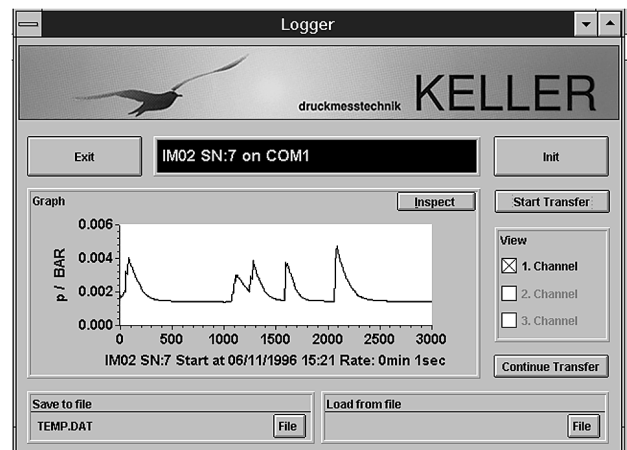 Logger
druckmesstechnik KELLER
Exit
IM02 SN:7 on COM1
Init
Graph
Inspect
Start Transfer
0.006
0.004
0.002
0.000
p / BAR
0 500 1000 1500 2000 2500 3000
IM02 SN:7 Start at 06/11/1996 15:21 Rate: 0min 1sec
View
1. Channel
2. Channel
3. Channel
Continue Transfer
Save to file
TEMP.DAT
File
Load from file
File